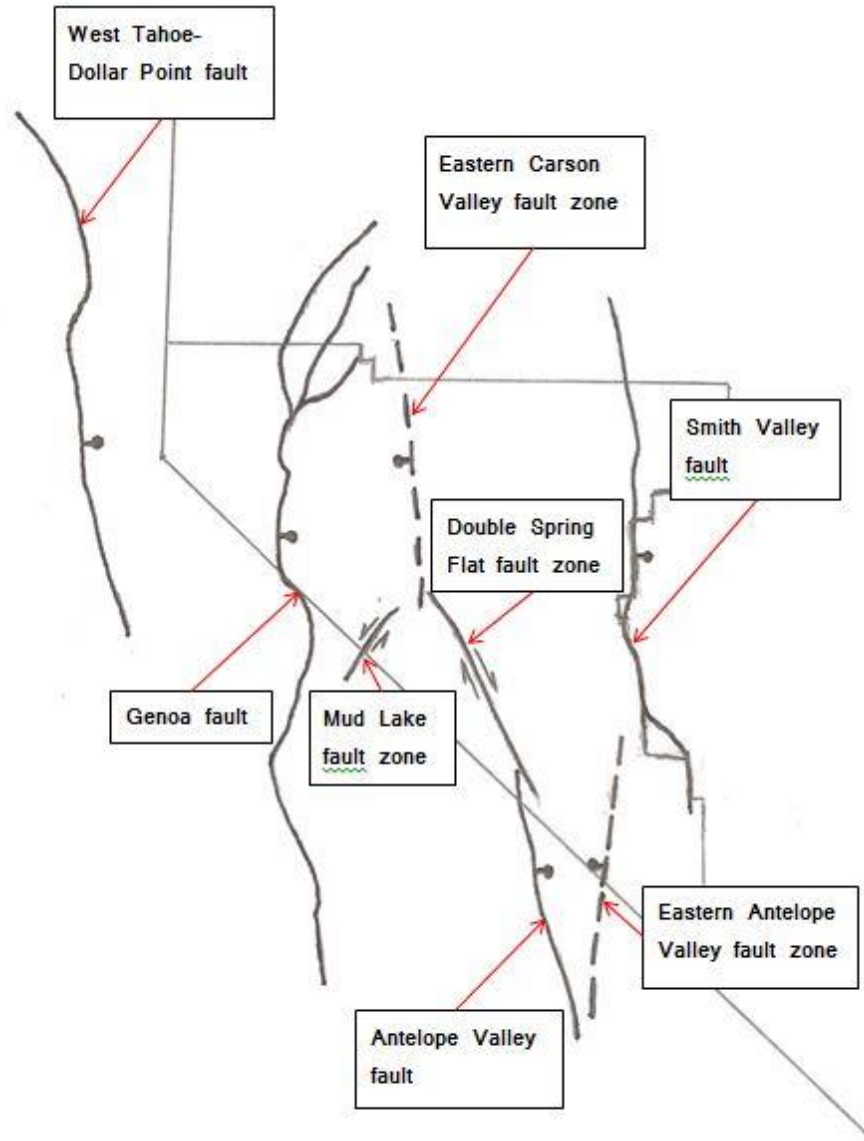 West Tahoe-
Dollar Point fault
Eastern Carson
Valley fault zone
Smith Valley
fault
Double Spring
Flat fault zone
Genoa fault
Mud Lake
fault zone
Eastern Antelope
Valley fault zone
Antelope Valley
fault